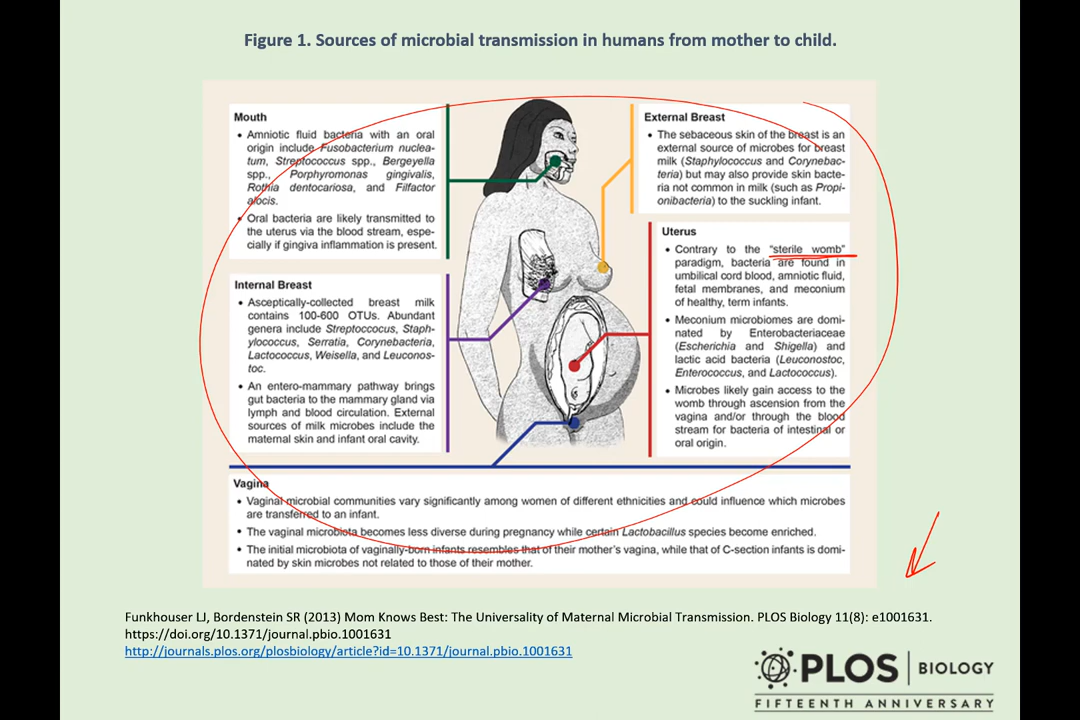 Figure 1. Sources of microbial transmission in humans from mother to child.
Mouth
• Amniotic fluid bacteria with an oral
origin include Fusobacterium nuclea-
tum, Streptococcus spp., Bergeyella
spp., Porphyromonas gingivalis,
Rothia dentocariosa, and Filfactor
alocis.
• Oral bacteria are likely transmitted to
the uterus via the blood stream, espe-
cially if gingiva inflammation is present.
Internal Breast
• Asceptically-collected breast milk
contains 100-600 OTUs. Abundant
genera include Streptoccocus, Staph-
ylococcus, Serratia, Corynebacteria,
Lactococcus, Weisella, and Leuconos-
toc.
• An entero-mammary pathway brings
gut bacteria to the mammary gland via
lymph and blood circulation. External
sources of milk microbes include the
maternal skin and infant oral cavity.
External Breast
• The sebaceous skin of the breast is an
external source of microbes for breast
milk (Staphylococcus and Corynebac-
teria) but may also provide skin bacte-
ria not common in milk (such as Propi-
onibacteria) to the suckling infant.
Uterus
• Contrary to the “sterile womb”
paradigm, bacteria are found in
umbilical cord blood, amniotic fluid,
fetal membranes, and meconium
of healthy, term infants.
• Meconium microbiomes are domi-
nated by Enterobacteriaceae
(Escherichia and Shigella) and
lactic acid bacteria (Leuconostoc,
Enterococcus, and Lactococcus).
• Microbes likely gain access to the
womb through ascension from the
vagina and/or through the blood
stream for bacteria of intestinal or
oral origin.
Vagina
• Vaginal microbial communities vary significantly among women of different ethnicities and could influence which microbes
are transferred to an infant.
• The vaginal microbiota becomes less diverse during pregnancy while certain Lactobacillus species become enriched.
• The initial microbiota of vaginally-born infants resembles that of their mother’s vagina, while that of C-section infants is domi-
nated by skin microbes not related to those of their mother.
Funkhouser LJ, Bordenstein SR (2013) Mom Knows Best: The Universality of Maternal Microbial Transmission. PLOS Biology 11(8): e1001631.
https://doi.org/10.1371/journal.pbio.1001631
http://journals.plos.org/plosbiology/article?id=10.1371/journal.pbio.1001631
PLOS | BIOLOGY
FIFTEENTH ANNIVERSARY